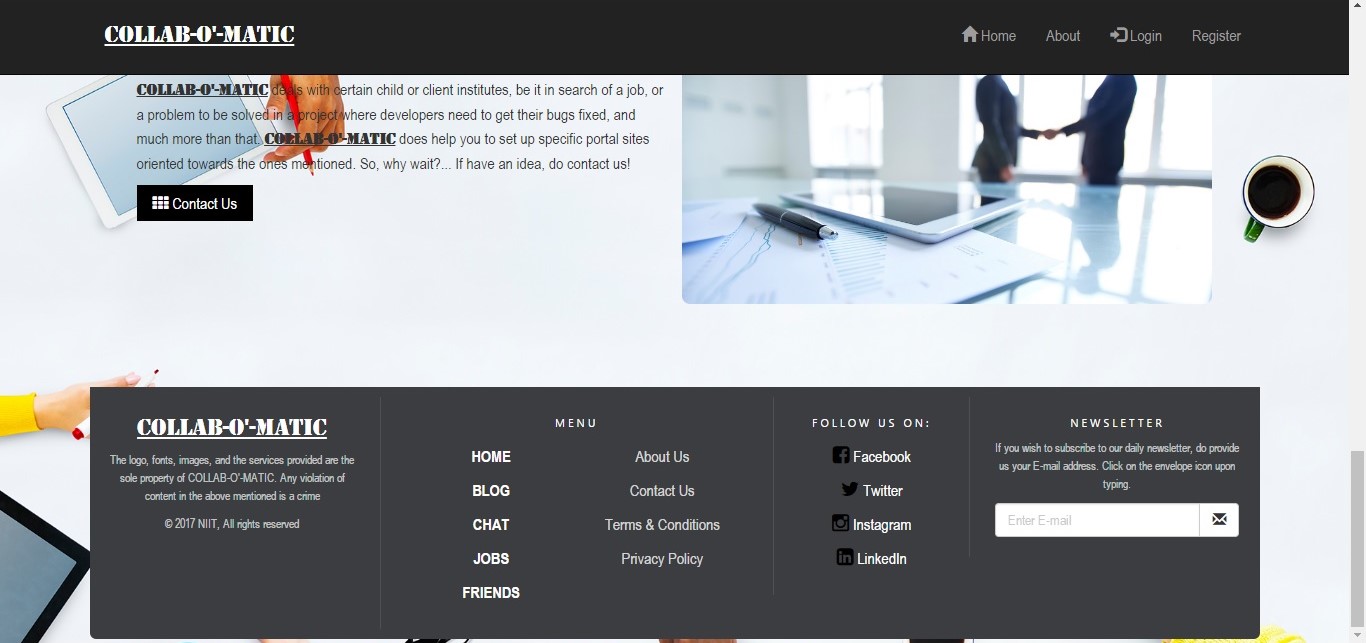 COLLAB-O'-MATIC
Home
About
Login
Register
COLLAB-O'-MATIC deals with certain child or client institutes, be it in search of a job, or
a problem to be solved in a project where developers need to get their bugs fixed, and
much more than that. COLLAB-O'-MATIC does help you to set up specific portal sites
oriented towards the ones mentioned. So, why wait?... If have an idea, do contact us!
Contact Us
COLLAB-O'-MATIC
The logo, fonts, images, and the services provided are the
sole property of COLLAB-O'-MATIC. Any violation of
content in the above mentioned is a crime
© 2017 NIIT, All rights reserved
MENU
HOME
BLOG
CHAT
JOBS
FRIENDS
About Us
Contact Us
Terms & Conditions
Privacy Policy
FOLLOW US ON:
Facebook
Twitter
Instagram
LinkedIn
NEWSLETTER
If you wish to subscribe to our daily newsletter, do provide
us your E-mail address. Click on the envelope icon upon
typing.
Enter E-mail